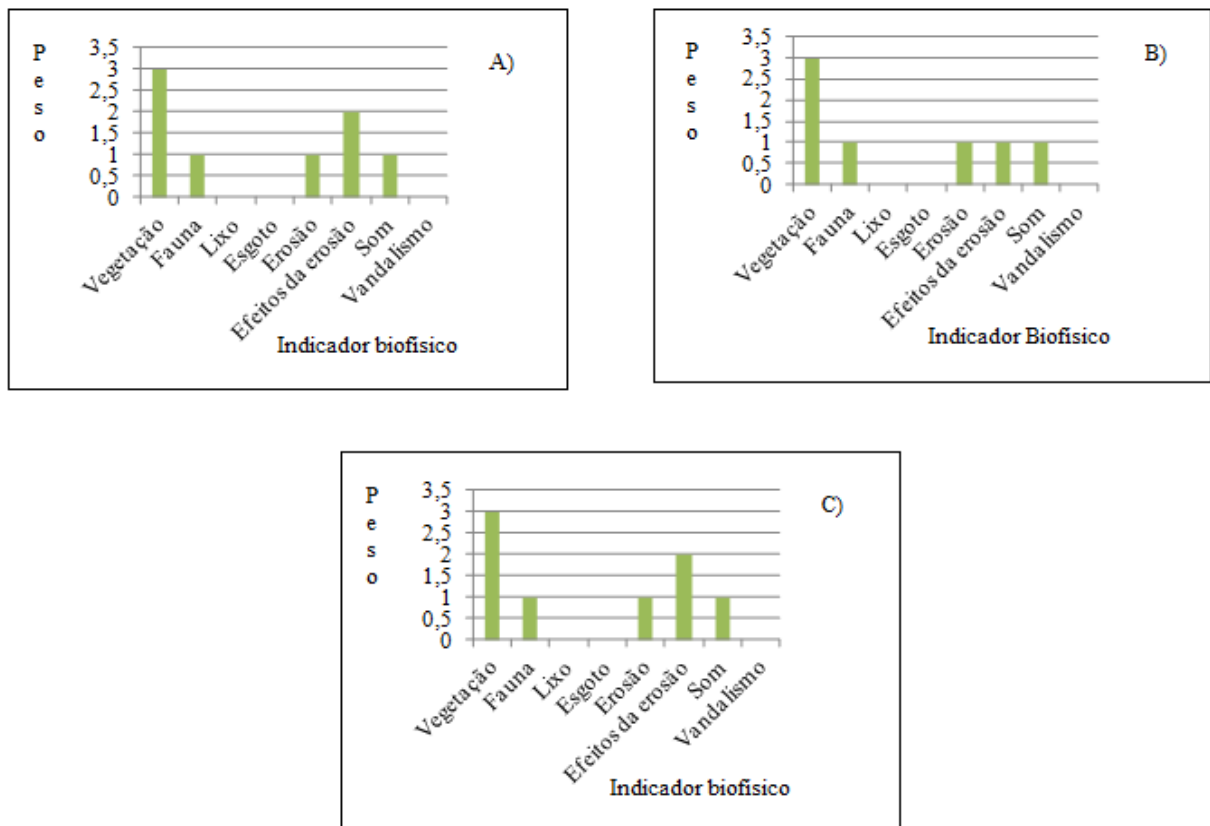 P
e
s
o
3,5
3
2,5
2
1,5
1
0,5
0
A)
Vegetação
Fauna
Lixo
Esgoto
Erosão
Efeitos da erosão
Som
Vandalismo
Indicador biofísico
P
e
s
o
3,5
3
2,5
2
1,5
1
0,5
0
B)
Vegetação
Fauna
Lixo
Esgoto
Erosão
Efeitos da erosão
Som
Vandalismo
Indicador Biofísico
P
e
s
o
3,5
3
2,5
2
1,5
1
0,5
0
C)
Vegetação
Fauna
Lixo
Esgoto
Erosão
Efeitos da erosão
Som
Vandalismo
Indicador biofísico